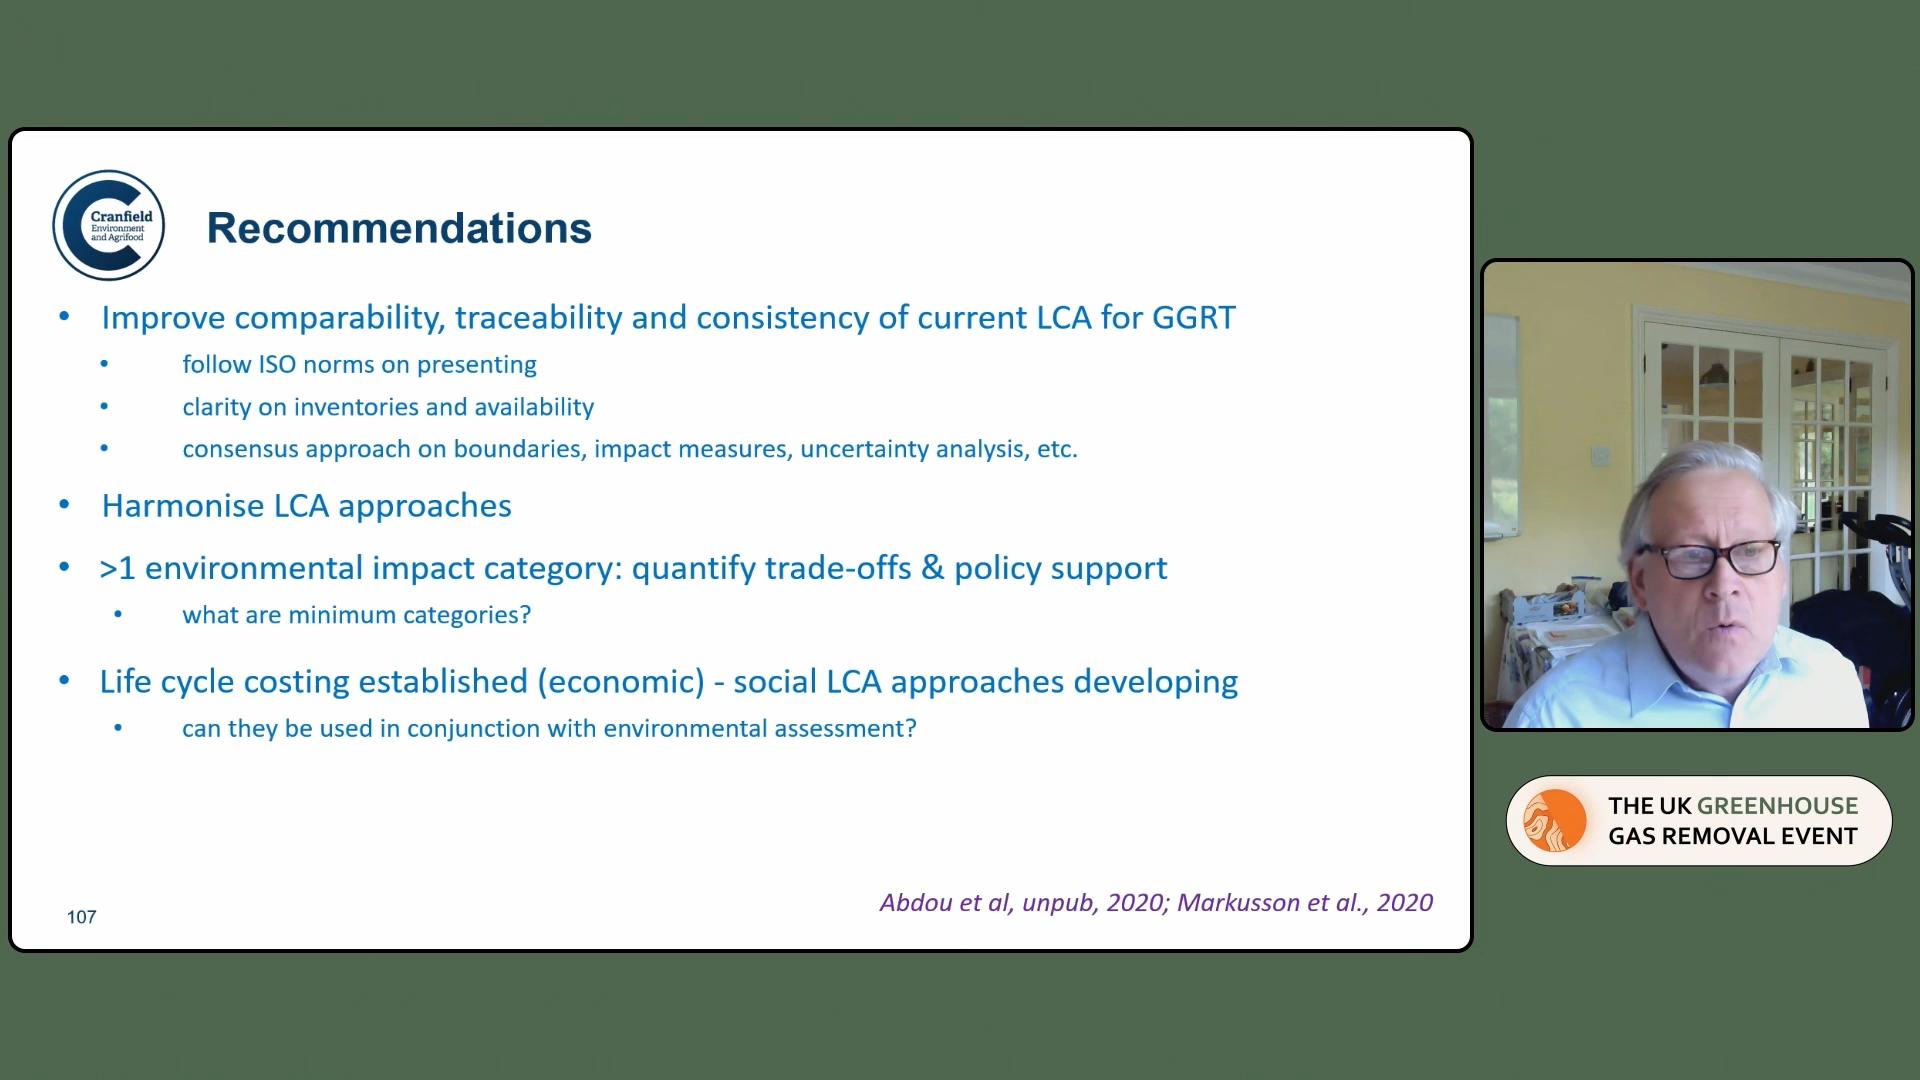 Cranfield
Environment
and Agrifood
Recommendations
• Improve comparability, traceability and consistency of current LCA for GGRT
• follow ISO norms on presenting
• clarity on inventories and availability
• consensus approach on boundaries, impact measures, uncertainty analysis, etc.
• Harmonise LCA approaches
• >1 environmental impact category: quantify trade-offs & policy support
• what are minimum categories?
• Life cycle costing established (economic) - social LCA approaches developing
• can they be used in conjunction with environmental assessment?
Abdou et al, unpub, 2020; Markusson et al., 2020
107
THE UK GREENHOUSE
GAS REMOVAL EVENT